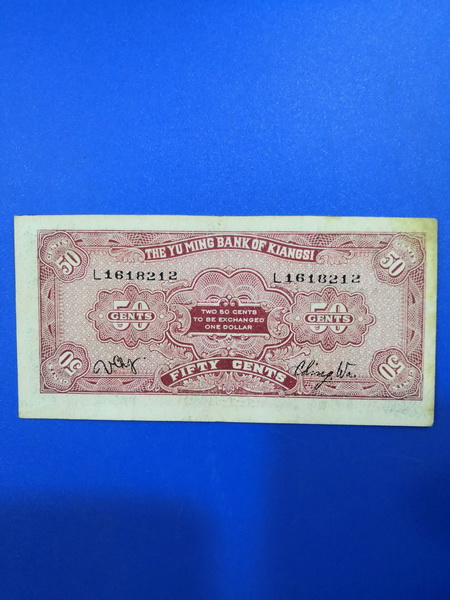 THE YU MING BANK OF KIANGSI
50
50
L1618212
L1618212
50
CENTS
TWO 50 CENTS
TO BE EXCHANGED
ONE DOLLAR
50
CENTS
FIFTY CENTS
50
50